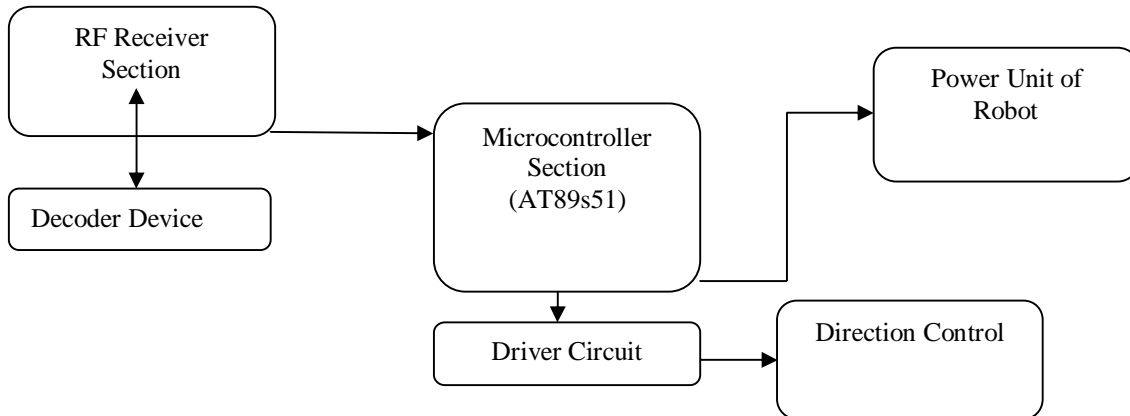 RF Receiver
Section
Decoder Device
Microcontroller
Section
(AT89s51)
Driver Circuit
Power Unit of
Robot
Direction Control